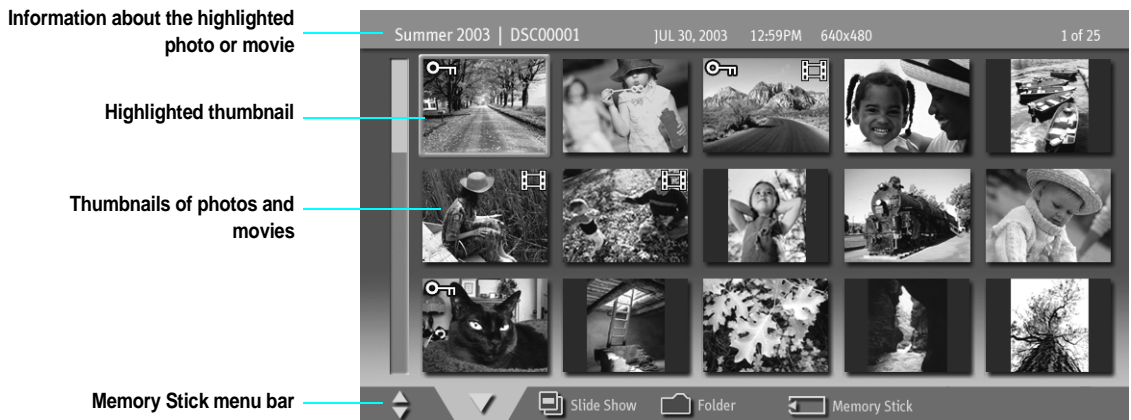 Information about the highlighted
photo or movie
Summer 2003 | DSC00001 JUL 30, 2003 12:59PM 640x480 1 of 25
Highlighted thumbnail
Thumbnails of photos and
movies
Memory Stick menu bar
Slide Show Folder Memory Stick